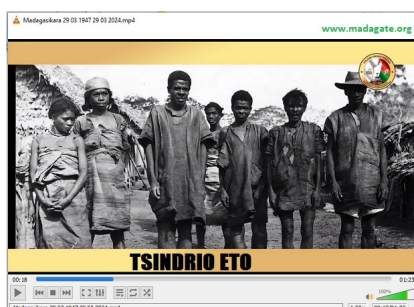 Madagasikara 29 03 1947 29 03 2024.mp4
www.madagate.org
TSINDRIO ETO
00:18
01:23
100%